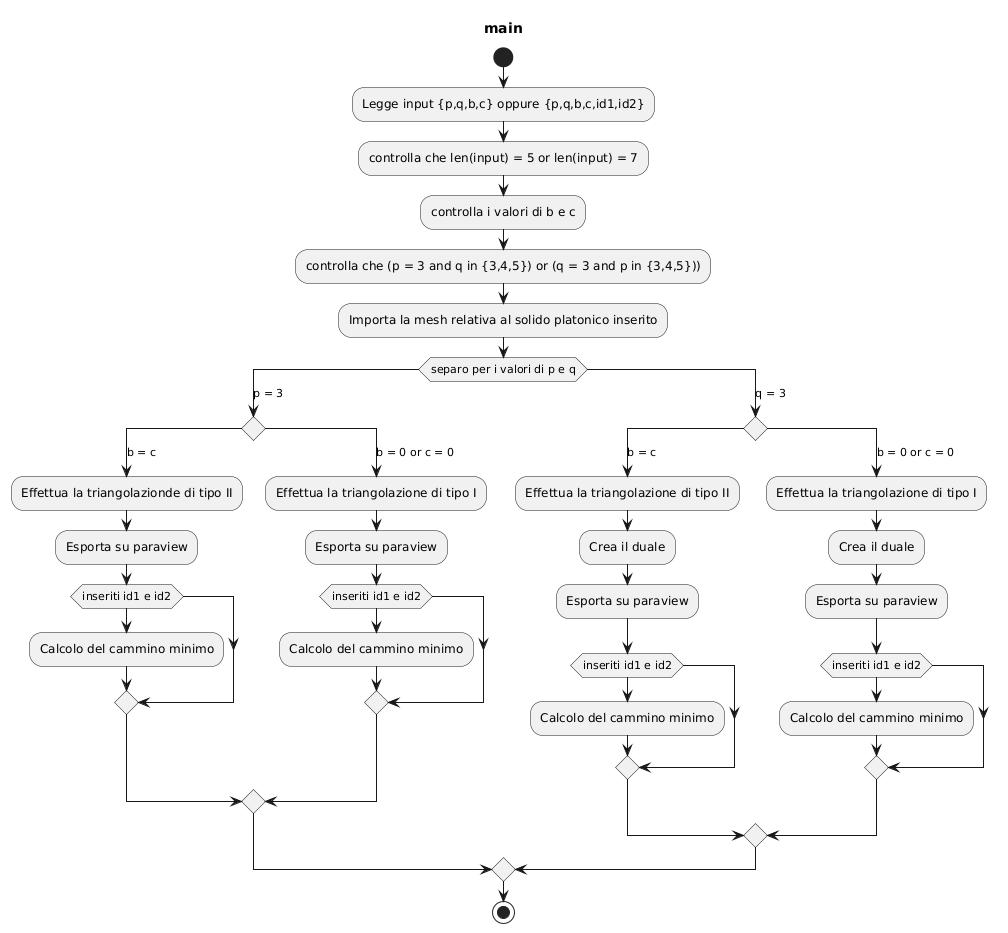 main
Legge input {p,q,b,c} oppure {p,q,b,c,id1,id2}
controlla che len(input) = 5 or len(input) = 7
controlla i valori di b e c
controlla che (p = 3 and q in {3,4,5}) or (q = 3 and p in {3,4,5}))
Importa la mesh relativa al solido platonico inserito
separo per i valori di p e q
p = 3
b = c
Effettua la triangolazionde di tipo II
Esporta su paraview
inseriti id1 e id2
Calcolo del cammino minimo
b = 0 or c = 0
Effettua la triangolazione di tipo I
Esporta su paraview
inseriti id1 e id2
Calcolo del cammino minimo
q = 3
b = c
Effettua la triangolazione di tipo II
Crea il duale
Esporta su paraview
inseriti id1 e id2
Calcolo del cammino minimo
b = 0 or c = 0
Effettua la triangolazione di tipo I
Crea il duale
Esporta su paraview
inseriti id1 e id2
Calcolo del cammino minimo